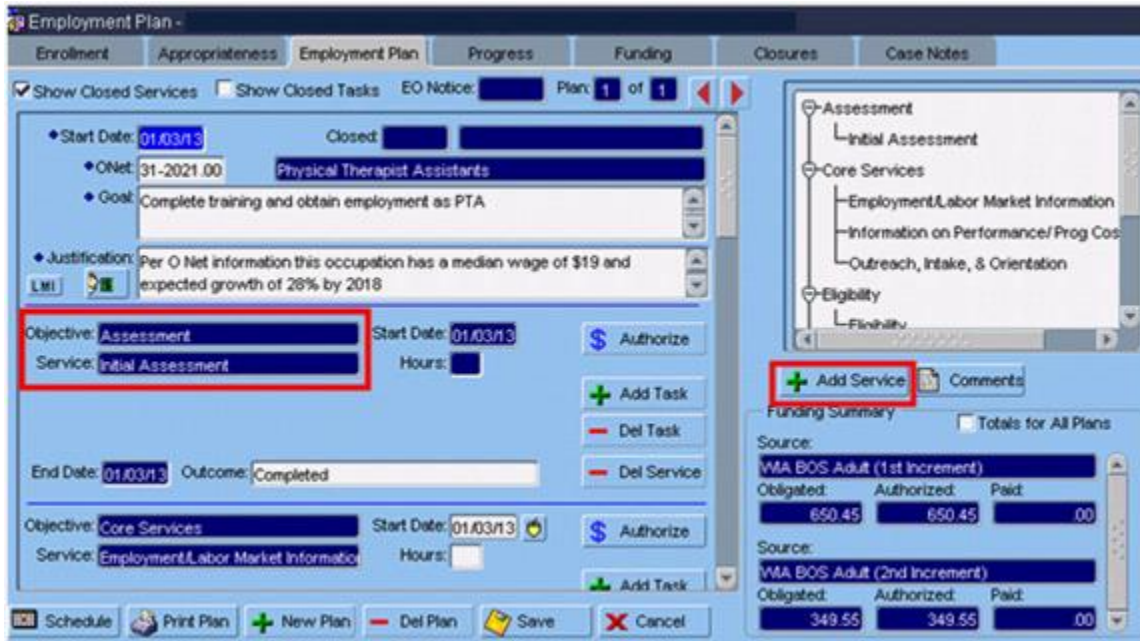 Employment Plan -
Enrollment Appropriateness Employment Plan Progress Funding Closures Case Notes
Show Closed Services Show Closed Tasks EO Notice: Plan: 1 of 1
Start Date: 01/03/13 Closed:
ONet: 31-2021.00 Physical Therapist Assistants
Goal: Complete training and obtain employment as PTA
Justification: Per O Net information this occupation has a median wage of $19 and
LMI expected growth of 28% by 2018
Objective: Assessment Start Date: 01/03/13 $ Authorize
Service: Initial Assessment Hours:
Add Task
Del Task
End Date: 01/03/13 Outcome: Completed Del Service
Objective: Core Services Start Date: 01/03/13 $ Authorize
Service: Employment/Labor Market Information Hours:
Add Task
Schedule Print Plan New Plan Del Plan Save Cancel
Assessment
Initial Assessment
Core Services
Employment/Labor Market Information
Information on Performance/ Prog Cos
Outreach, Intake, & Orientation
Eligibility
Eligibility
Add Service Comments
Funding Summary Totals for All Plans
Source:
WIA BOS Adult (1st Increment)
Obligated: Authorized: Paid:
650.45 650.45 .00
Source:
WIA BOS Adult (2nd Increment)
Obligated: Authorized: Paid:
349.55 349.55 .00